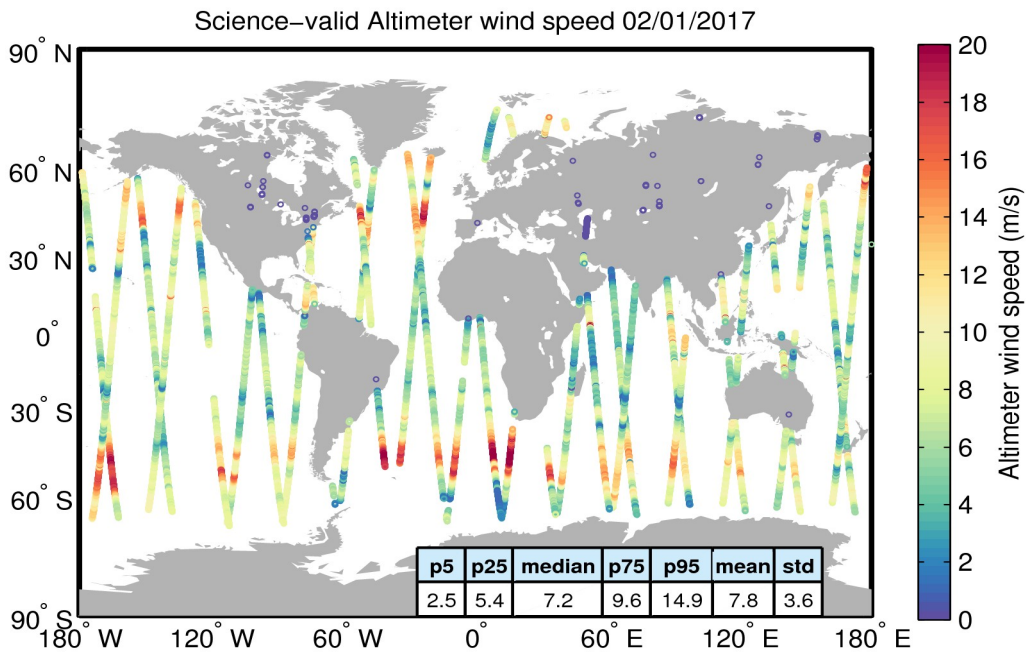 Science−valid Altimeter wind speed 02/01/2017
90° N
60° N
30° N
0°
30° S
60° S
90° S
180° W
120° W
60° W
0°
60° E
120° E
180° E
p5 p25 median p75 p95 mean std
2.5 5.4 7.2 9.6 14.9 7.8 3.6
20
18
16
14
12
10
8
6
4
2
0
Altimeter wind speed (m/s)